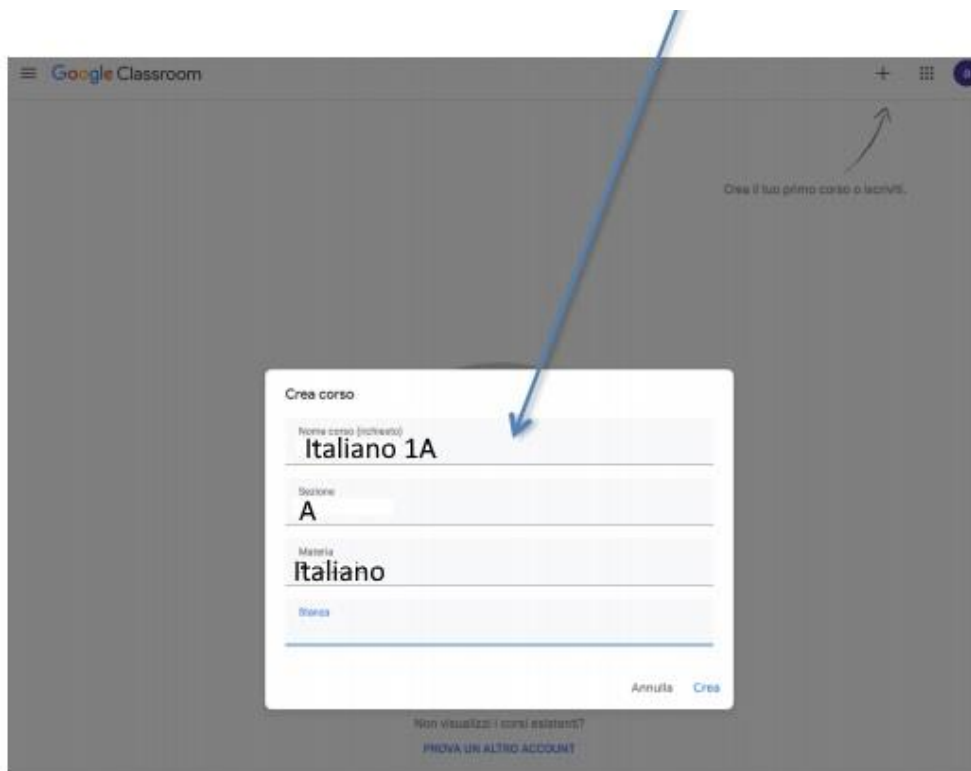 Google Classroom
Crea il tuo primo corso o iscriviti.
Crea corso
Nome corso (richiesto)
Italiano 1A
Sezione
A
Materia
Italiano
Stanza
Annulla Crea
Non visualizzi i corsi esistenti?
PROVA UN ALTRO ACCOUNT